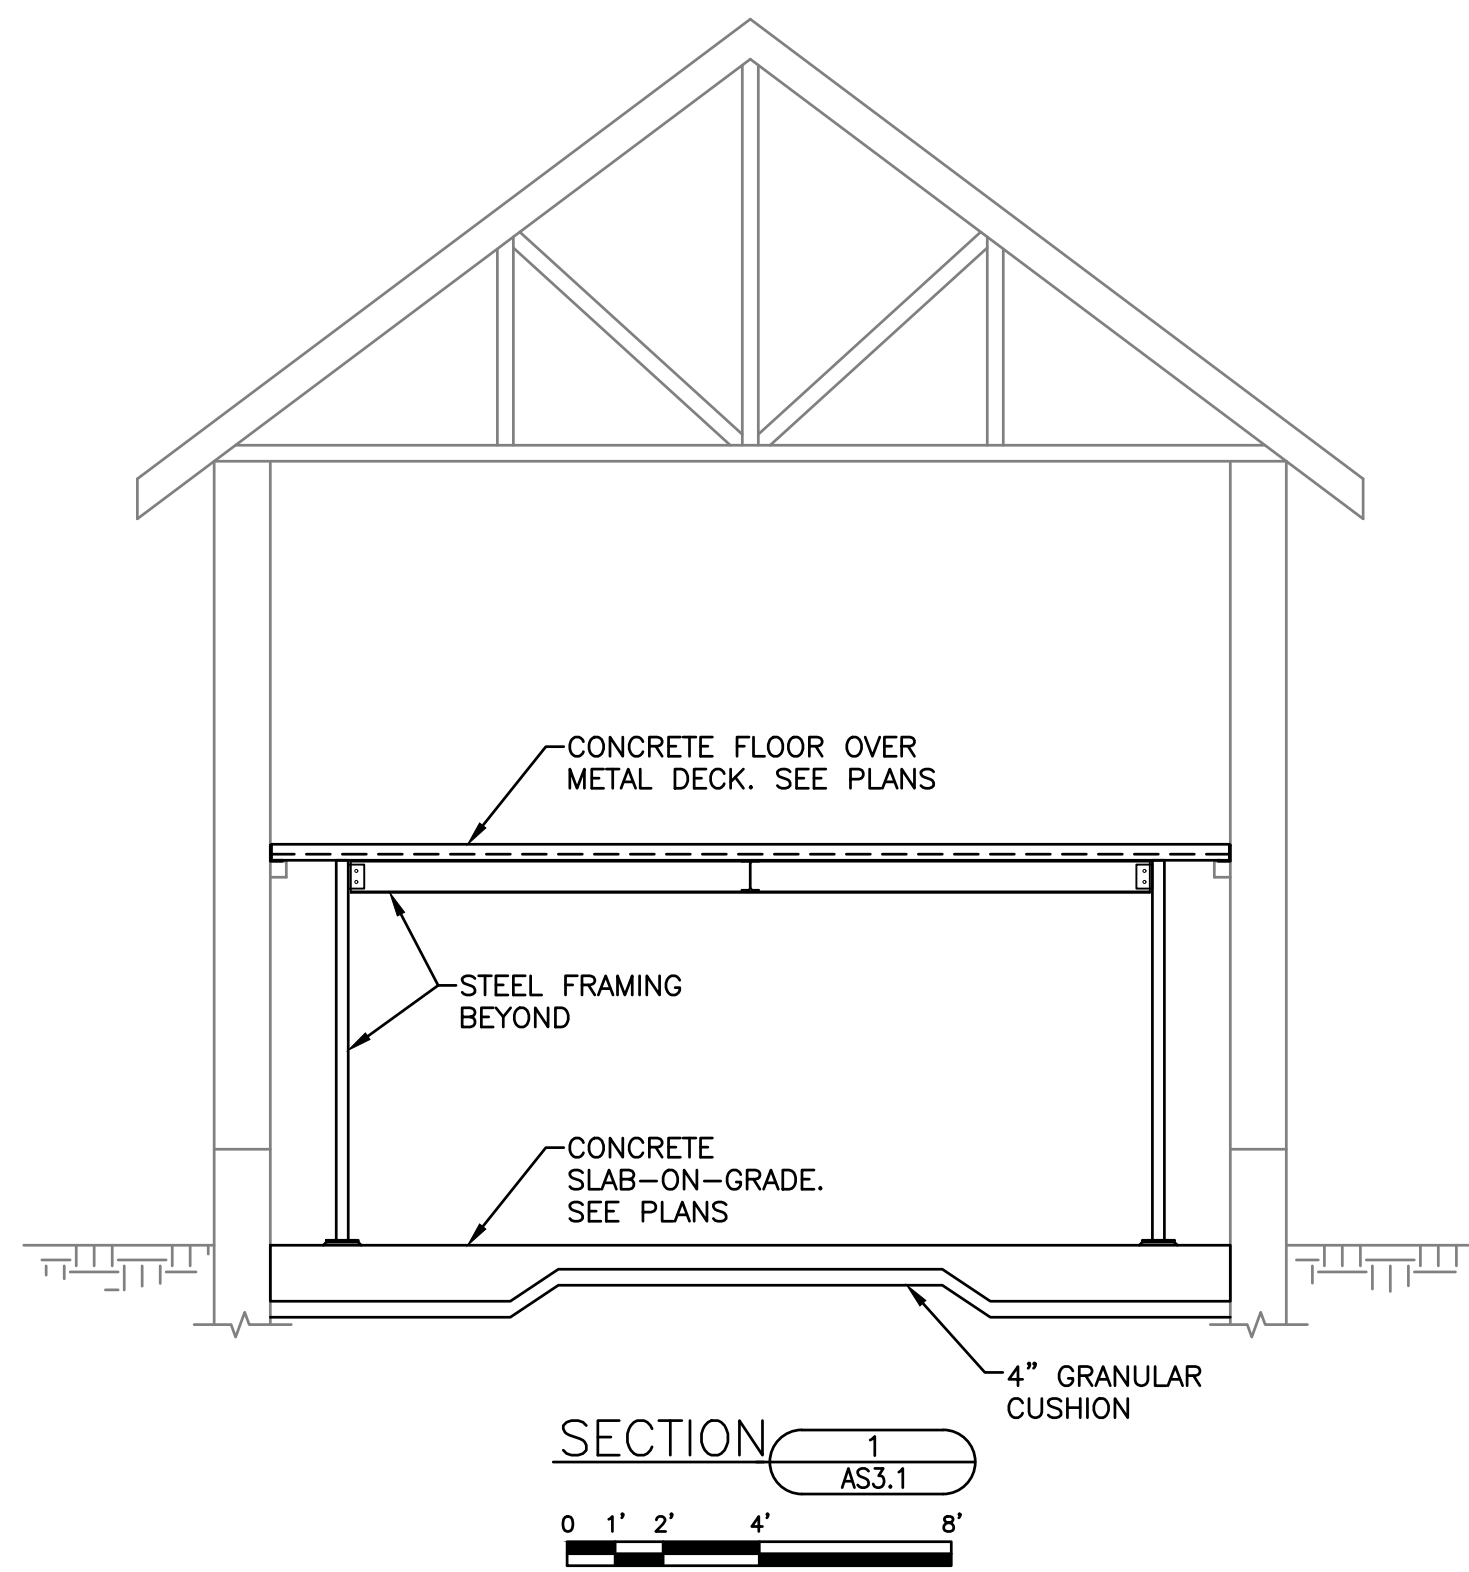 CONCRETE FLOOR OVER
METAL DECK. SEE PLANS
STEEL FRAMING
BEYOND
CONCRETE
SLAB-ON-GRADE.
SEE PLANS
4" GRANULAR
CUSHION
SECTION
1
AS3.1
0 1' 2' 4' 8'